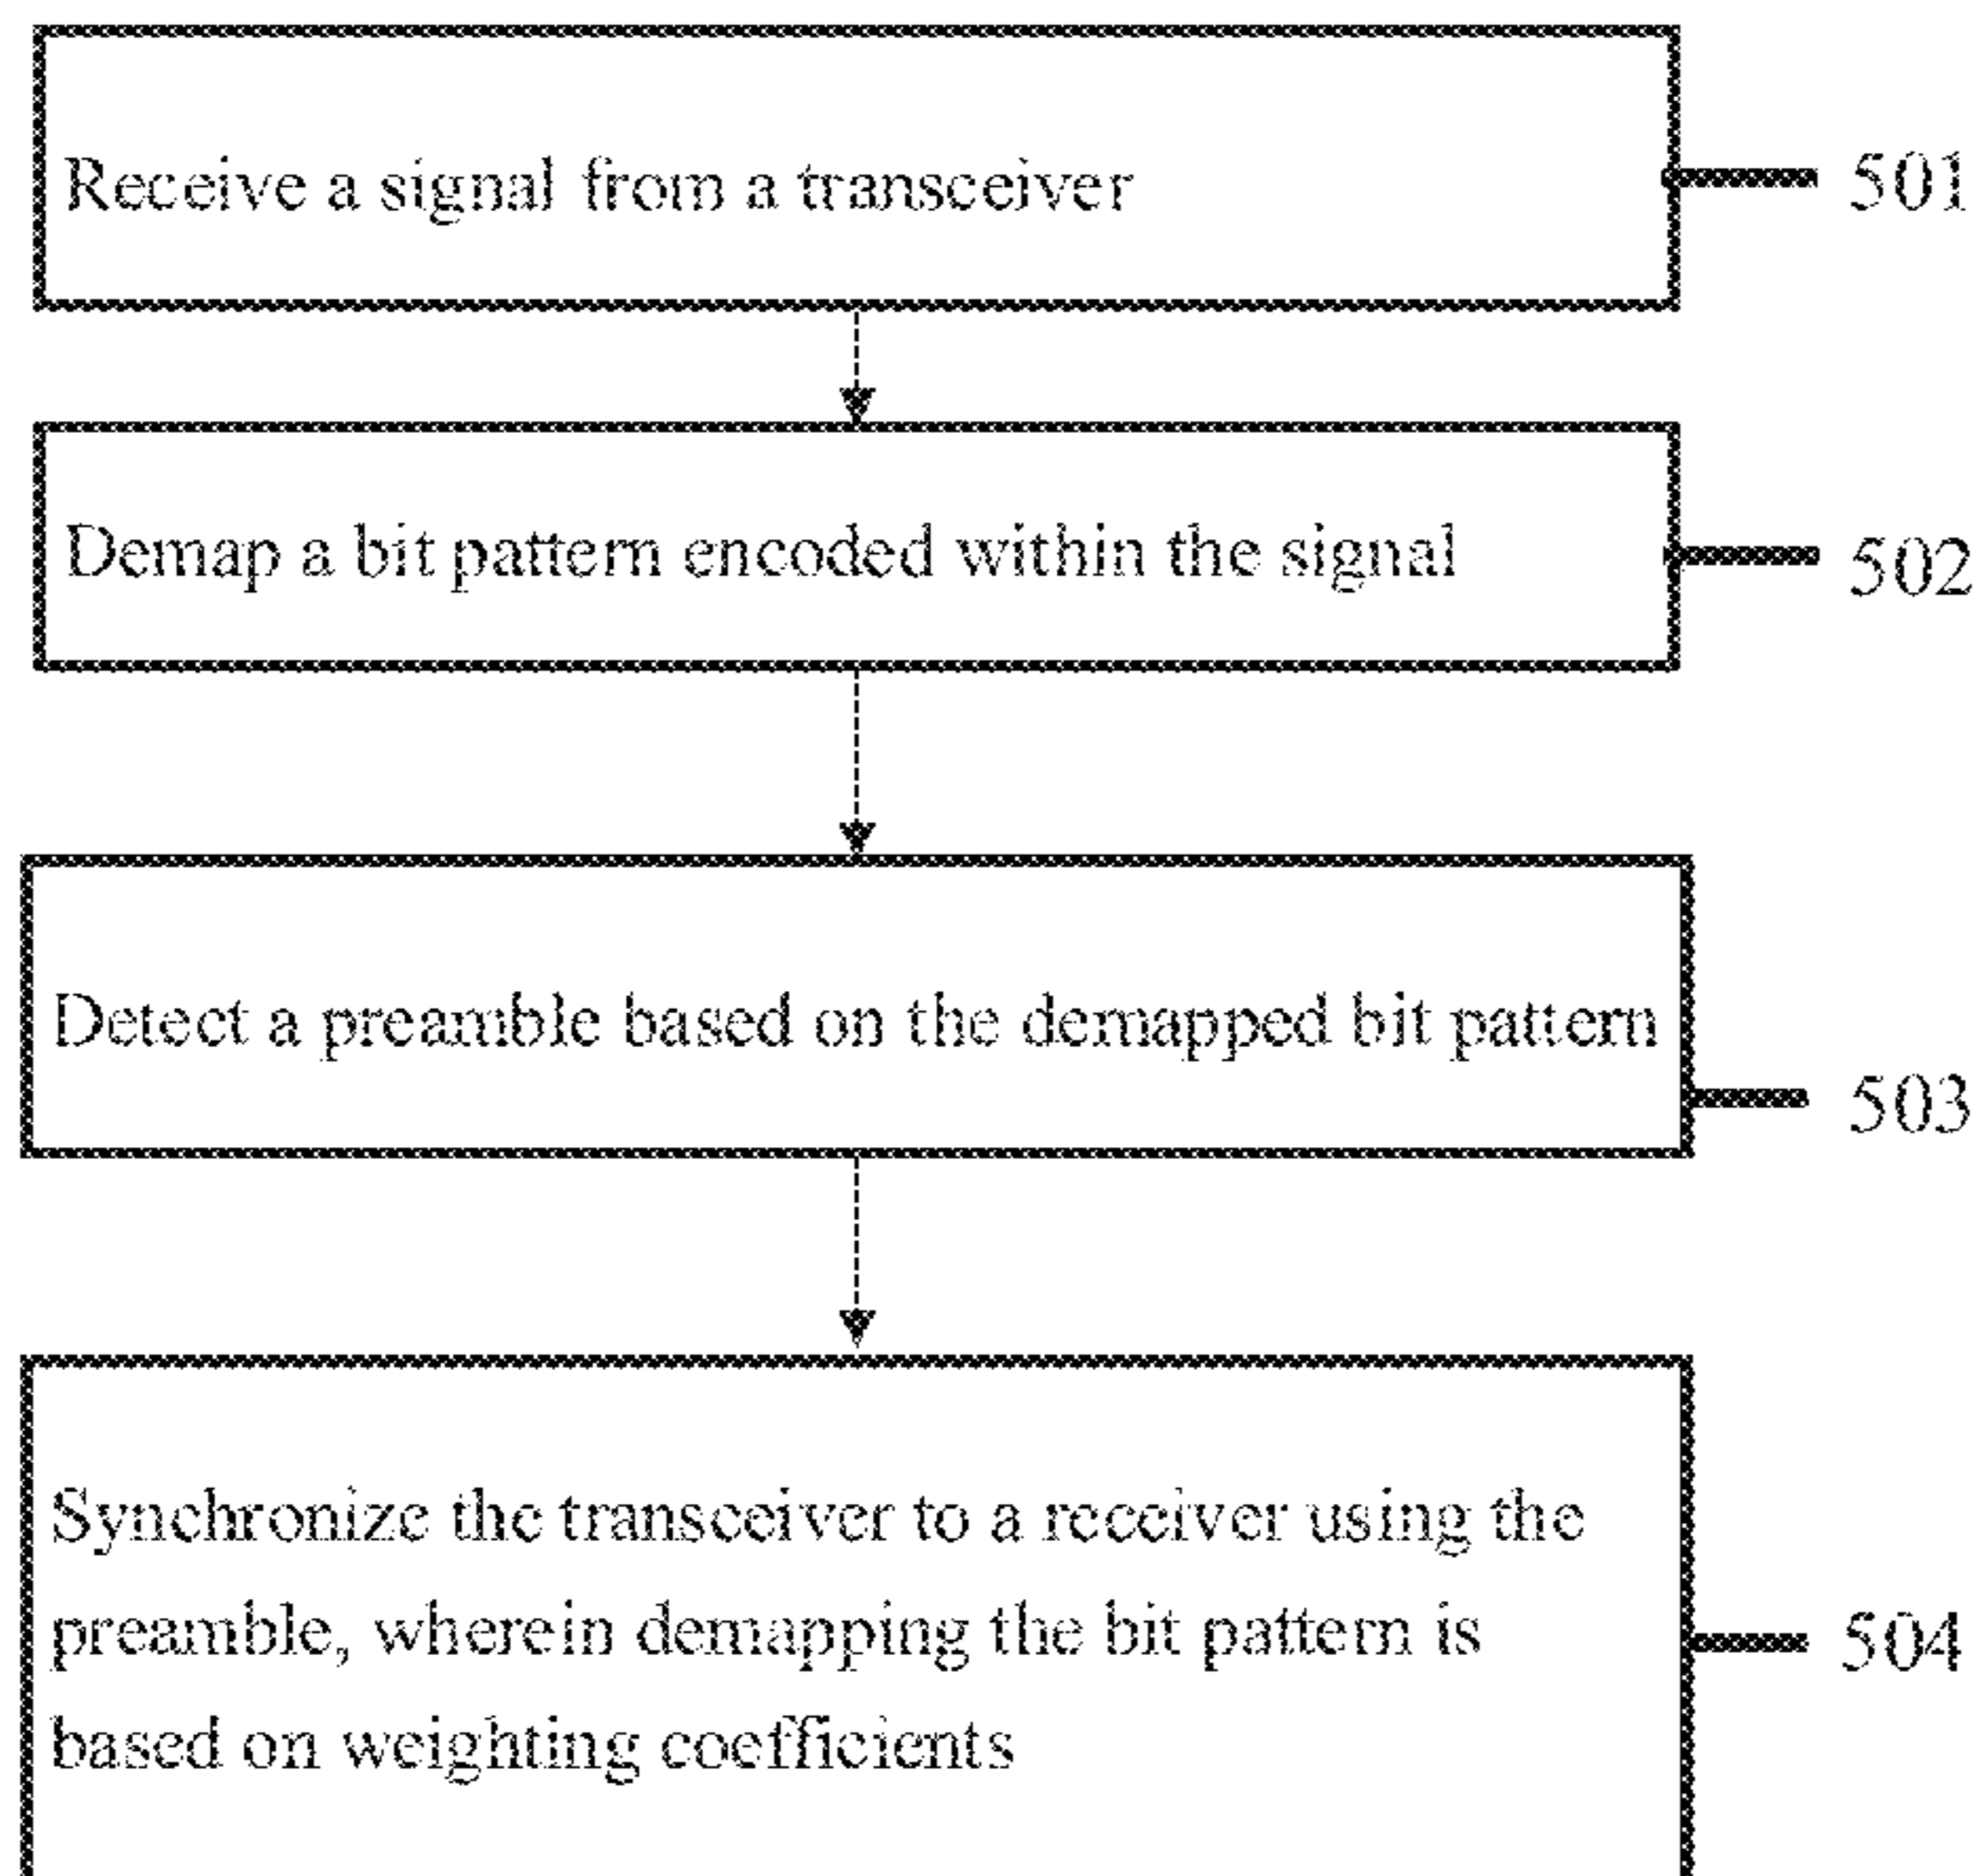 Receive a signal from a transceiver
501
Demap a bit pattern encoded within the signal
502
Detect a preamble based on the demapped bit pattern
503
Synchronize the transceiver to a receiver using the
preamble, wherein demapping the bit pattern is
504
based on weighting coefficients